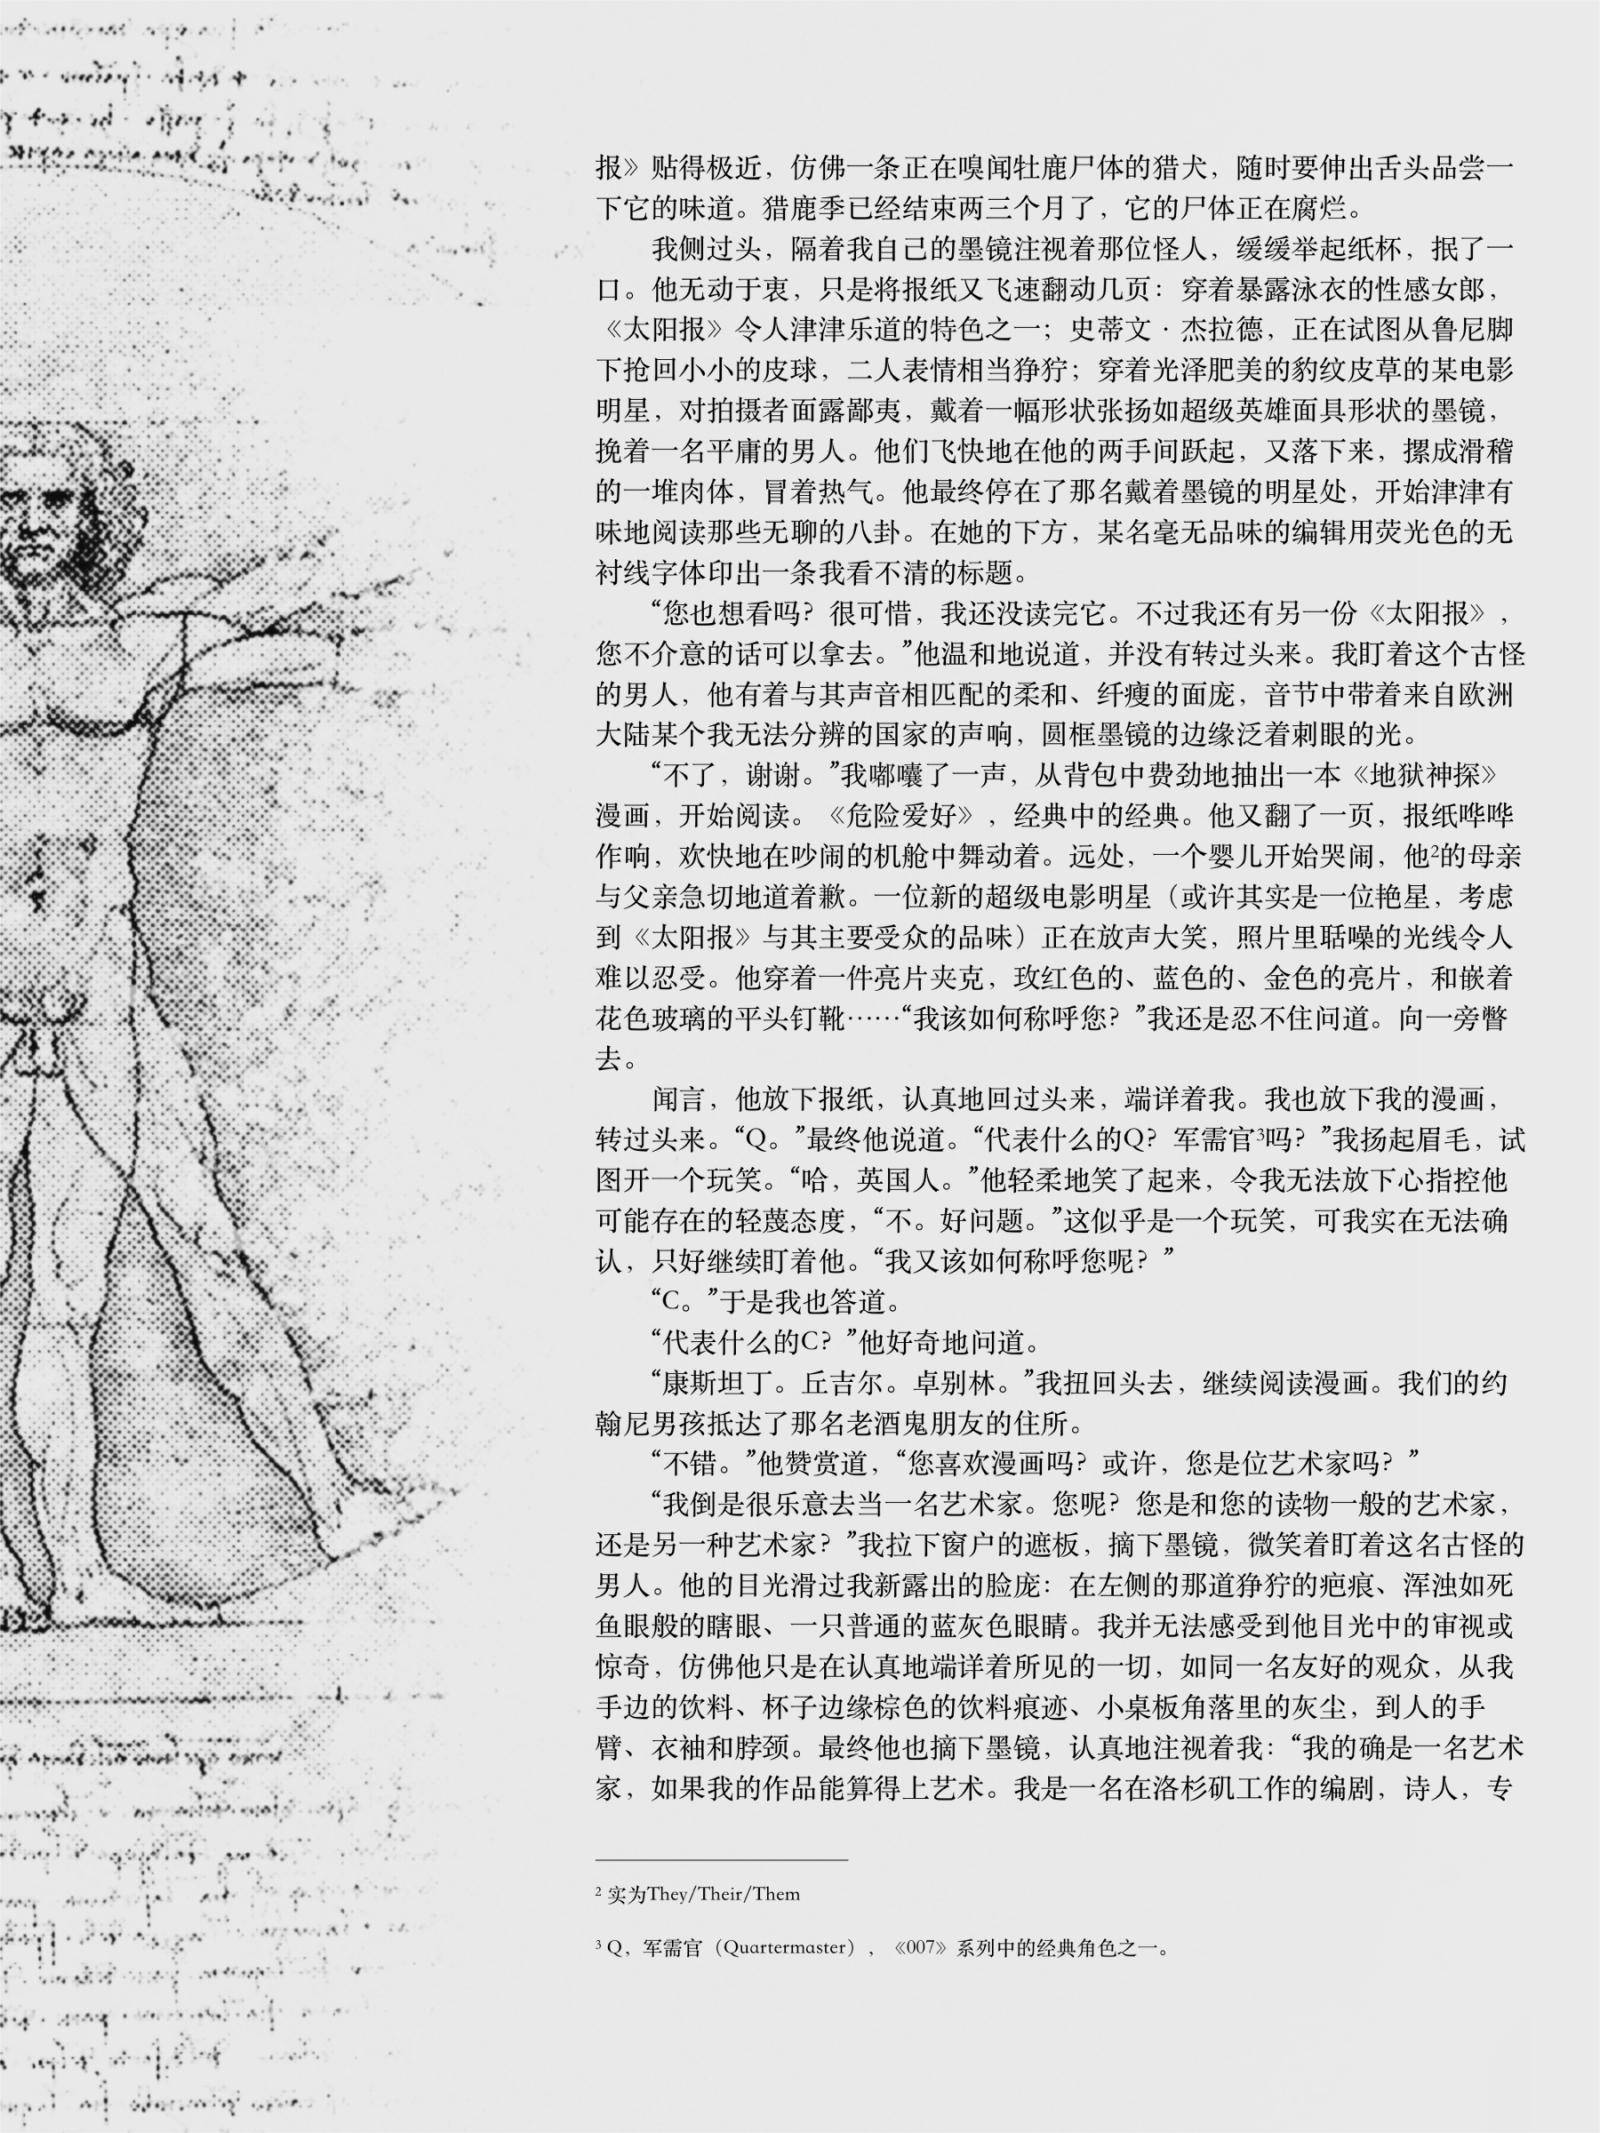 报》贴得极近，仿佛一条正在嗅闻牡鹿尸体的猎犬，随时要伸出舌头品尝一
下它的味道。猎鹿季已经结束两三个月了，它的尸体正在腐烂。
我侧过头，隔着我自己的墨镜注视着那位怪人，缓缓举起纸杯，抿了一
口。他无动于衷，只是将报纸又飞速翻动几页：穿着暴露泳衣的性感女郎，
《太阳报》令人津津乐道的特色之一；史蒂文·杰拉德，正在试图从鲁尼脚
下抢回小小的皮球，二人表情相当狰狞；穿着光泽肥美的豹纹皮草的某电影
明星，对拍摄者面露鄙夷，戴着一幅形状张扬如超级英雄面具形状的墨镜，
挽着一名平庸的男人。他们飞快地在他的两手间跃起，又落下来，摞成滑稽
的一堆肉体，冒着热气。他最终停在了那名戴着墨镜的明星处，开始津津有
味地阅读那些无聊的八卦。在她的下方，某名毫无品味的编辑用荧光色的无
衬线字体印出一条我看不清的标题。
“您也想看吗？很可惜，我还没读完它。不过我还有另一份《太阳报》，
您不介意的话可以拿去。”他温和地说道，并没有转过头来。我盯着这个古怪
的男人，他有着与其声音相匹配的柔和、纤瘦的面庞，音节中带着来自欧洲
大陆某个我无法分辨的国家的声响，圆框墨镜的边缘泛着刺眼的光。
“不了，谢谢。”我嘟囔了一声，从背包中费劲地抽出一本《地狱神探》
漫画，开始阅读。《危险爱好》，经典中的经典。他又翻了一页，报纸哗哗
作响，欢快地在吵闹的机舱中舞动着。远处，一个婴儿开始哭闹，他²的母亲
与父亲急切地道着歉。一位新的超级电影明星（或许其实是一位艳星，考虑
到《太阳报》与其主要受众的品味）正在放声大笑，照片里聒噪的光线令人
难以忍受。他穿着一件亮片夹克，玫红色的、蓝色的、金色的亮片，和嵌着
花色玻璃的平头钉靴……“我该如何称呼您？”我还是忍不住问道。向一旁瞥
去。
闻言，他放下报纸，认真地回过头来，端详着我。我也放下我的漫画，
转过头来。“Q。”最终他说道。“代表什么的Q？军需官³吗？”我扬起眉毛，试
图开一个玩笑。“哈，英国人。”他轻柔地笑了起来，令我无法放下心指控他
可能存在的轻蔑态度，“不。好问题。”这似乎是一个玩笑，可我实在无法确
认，只好继续盯着他。“我又该如何称呼您呢？”
“C。”于是我也答道。
“代表什么的C？”他好奇地问道。
“康斯坦丁。丘吉尔。卓别林。”我扭回头去，继续阅读漫画。我们的约
翰尼男孩抵达了那名老酒鬼朋友的住所。
“不错。”他赞赏道，“您喜欢漫画吗？或许，您是位艺术家吗？”
“我倒是很乐意去当一名艺术家。您呢？您是和您的读物一般的艺术家，
还是另一种艺术家？”我拉下窗户的遮板，摘下墨镜，微笑着盯着这名古怪的
男人。他的目光滑过我新露出的脸庞：在左侧的那道狰狞的疤痕、浑浊如死
鱼眼般的瞎眼、一只普通的蓝灰色眼睛。我并无法感受到他目光中的审视或
惊奇，仿佛他只是在认真地端详着所见的一切，如同一名友好的观众，从我
手边的饮料、杯子边缘棕色的饮料痕迹、小桌板角落里的灰尘，到人的手
臂、衣袖和脖颈。最终他也摘下墨镜，认真地注视着我：“我的确是一名艺术
家，如果我的作品能算得上艺术。我是一名在洛杉矶工作的编剧，诗人，专
² 实为They/Their/Them
³ Q，军需官（Quartermaster），《007》系列中的经典角色之一。